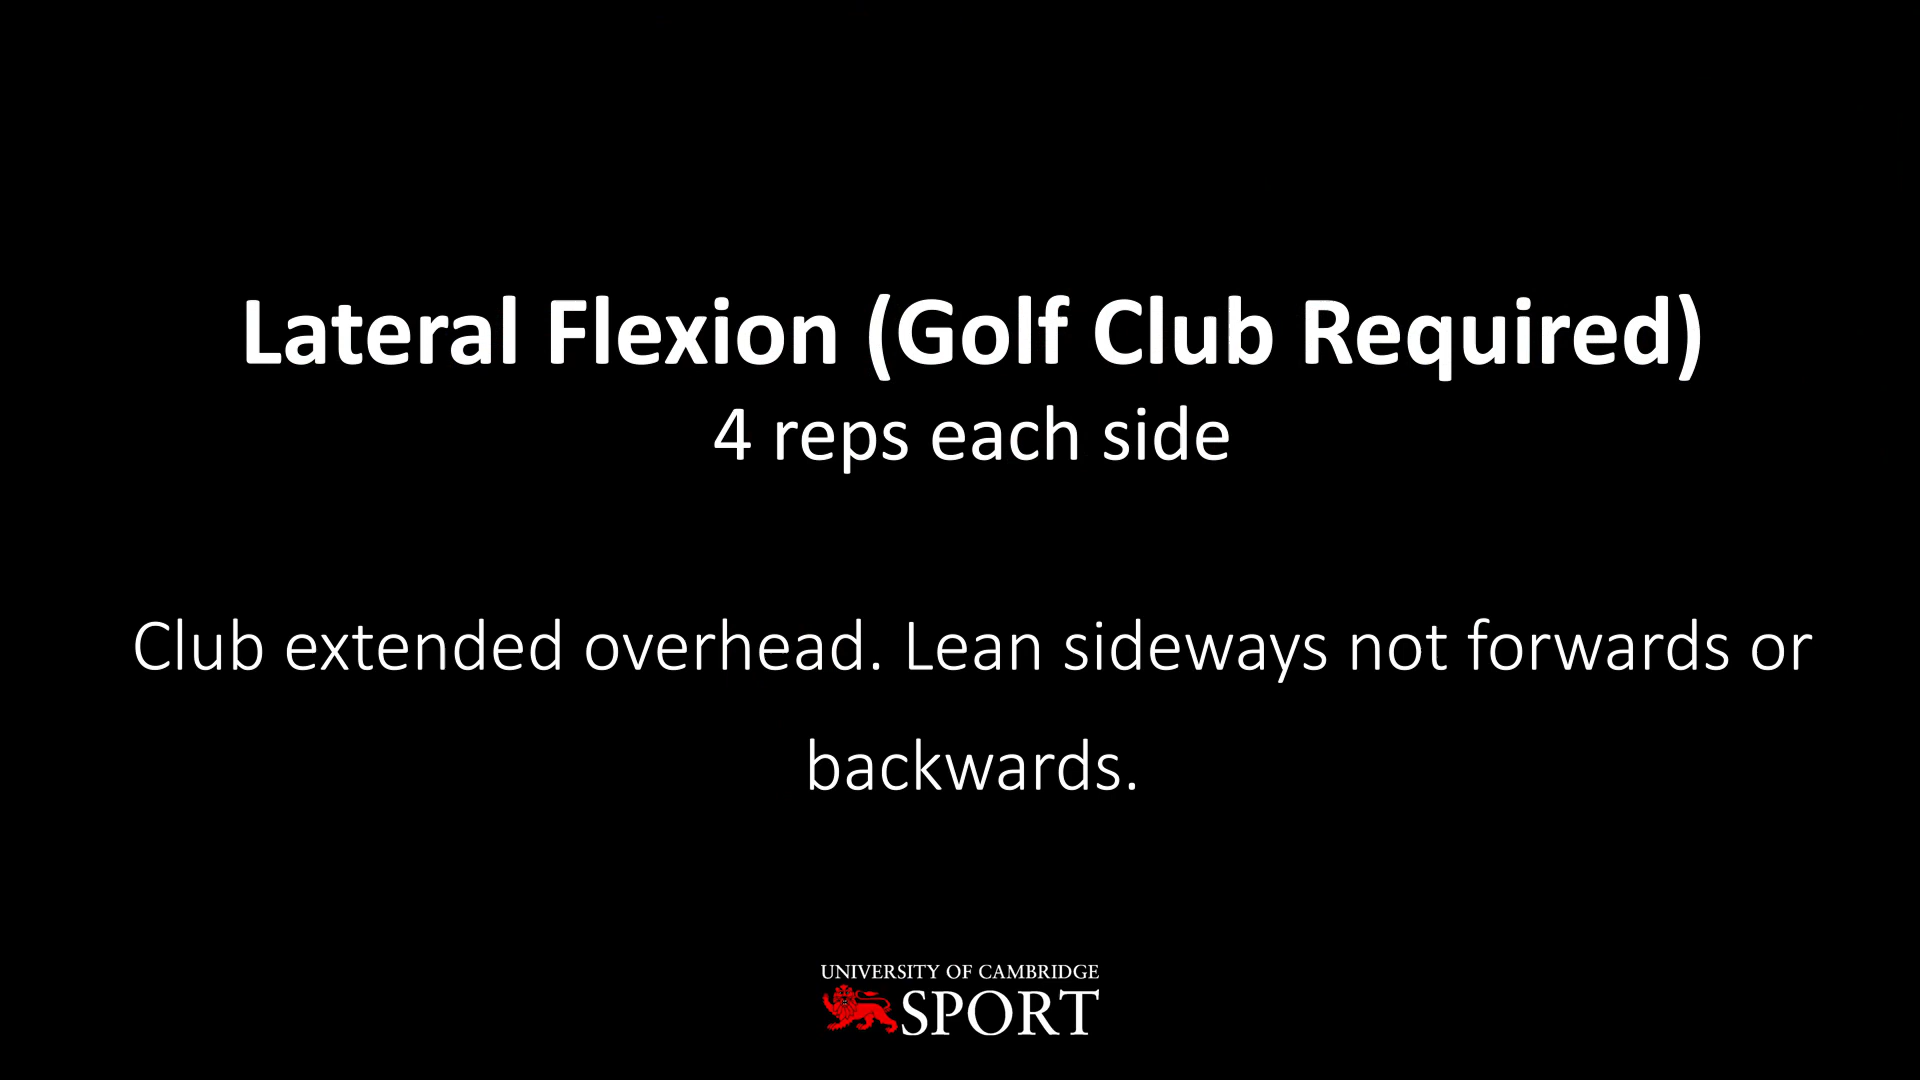 Lateral Flexion (Golf Club Required)
4 reps each side
Club extended overhead. Lean sideways not forwards or
backwards.
UNIVERSITY OF CAMBRIDGE
SPORT